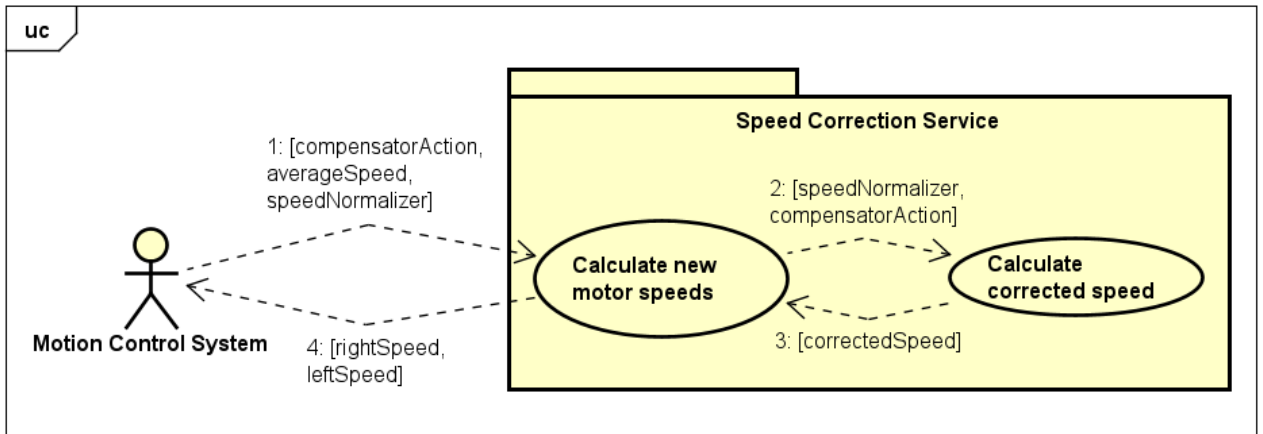 uc
Speed Correction Service
1: [compensatorAction,
averageSpeed,
speedNormalizer]
2: [speedNormalizer,
compensatorAction]
Calculate new
motor speeds
Calculate
corrected speed
Motion Control System
3: [correctedSpeed]
4: [rightSpeed,
leftSpeed]